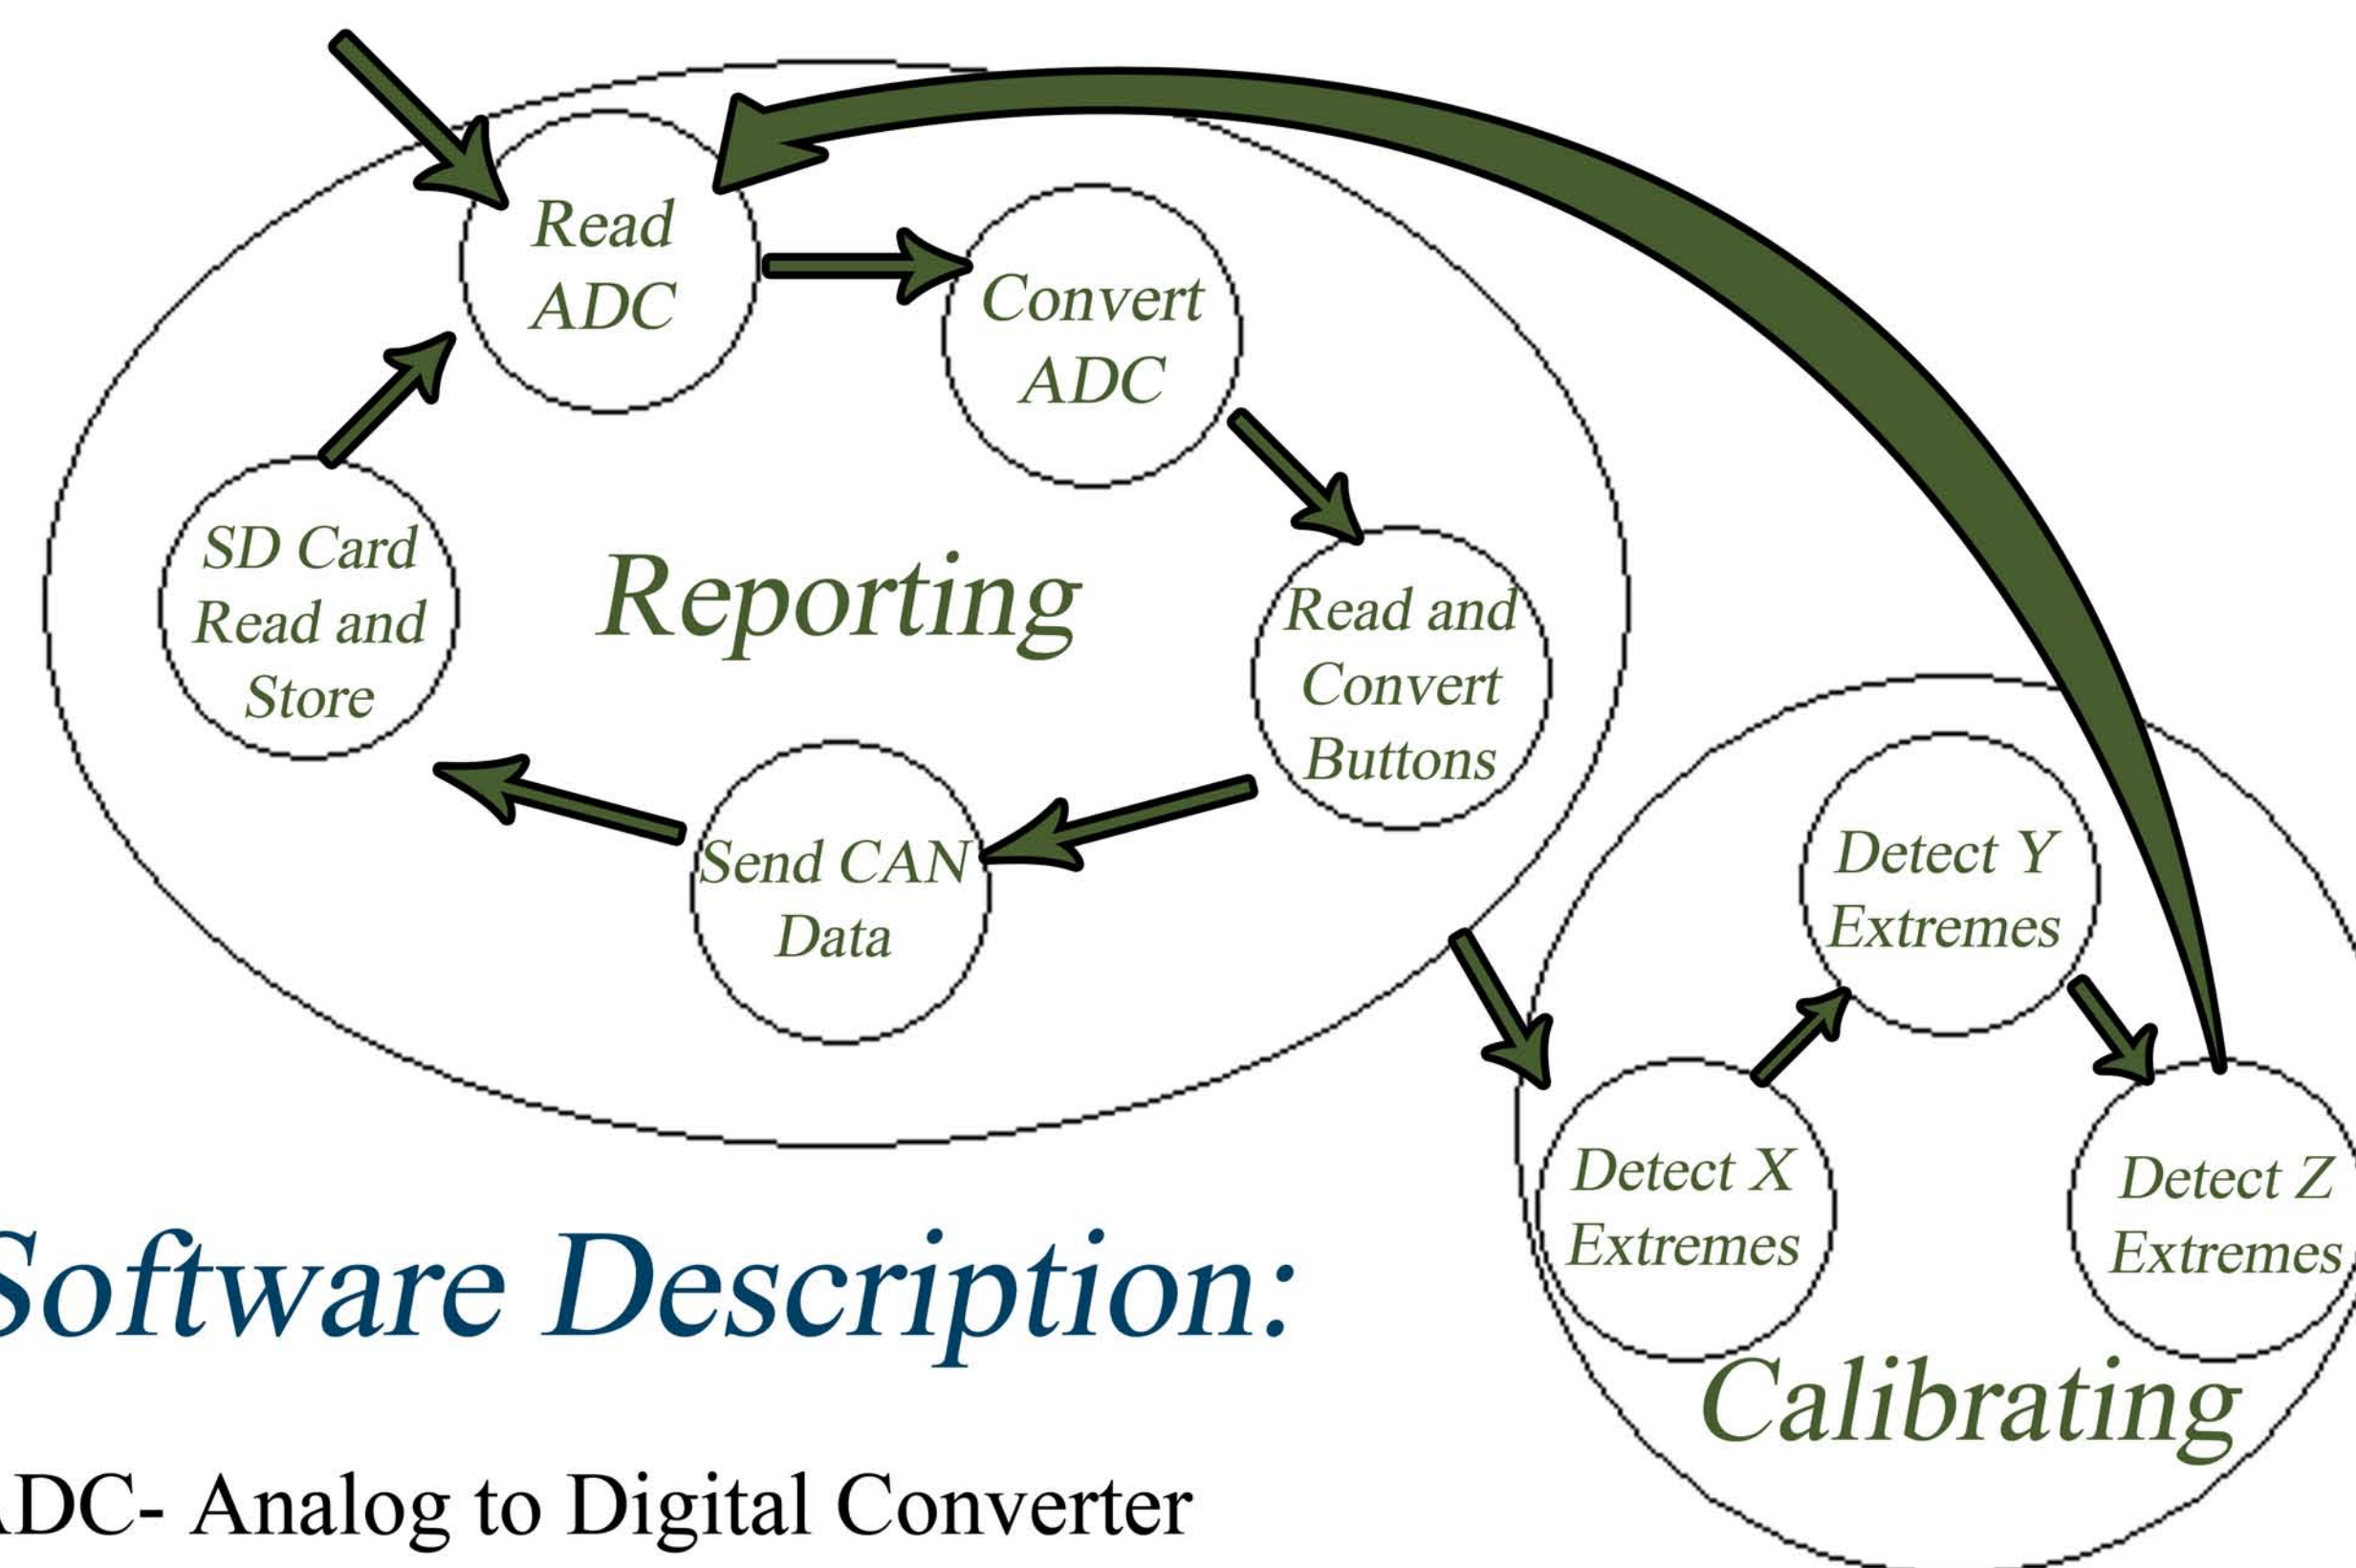 Read
ADC
Convert
ADC
SD Card
Read and
Store
Reporting
Read and
Convert
Buttons
Send CAN
Data
Detect Y
Extremes
Detect X
Extremes
Detect Z
Extremes
Calibrating
Software Description:
ADC- Analog to Digital Converter